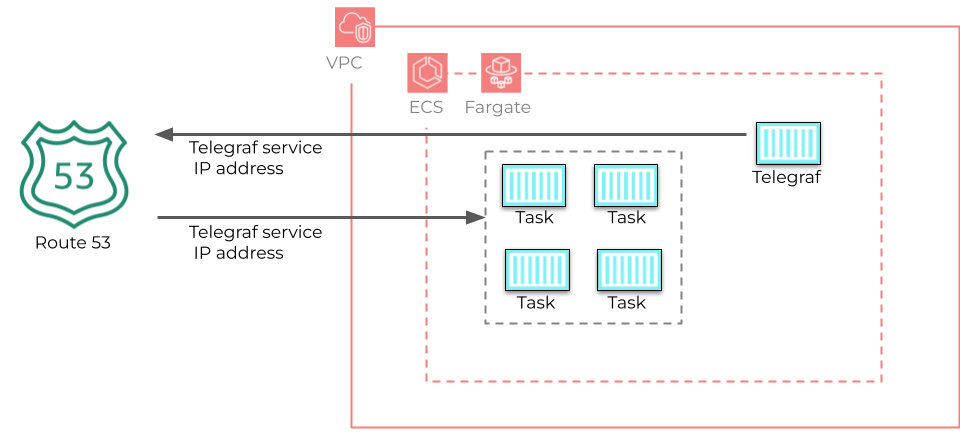 VPC
ECS
Fargate
Telegraf service
IP address
Telegraf
53
Route 53
Task
Task
Telegraf service
IP address
Task
Task